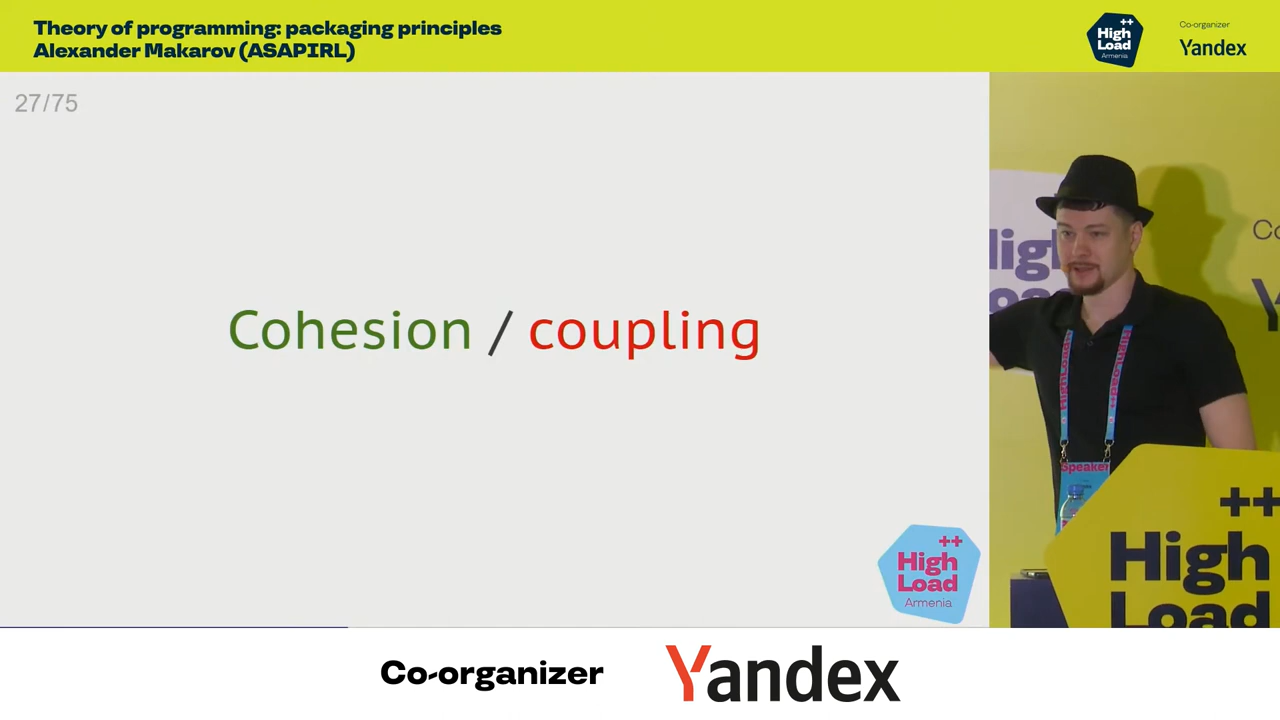 Theory of programming: packaging principles
Alexander Makarov (ASAPIRL)
++
High
Load
Armenia
Co-organizer
Yandex
27/75
Cohesion / coupling
++
High
Load
Armenia
Co
Speaker
++
High
Load
Co-organizer
Yandex